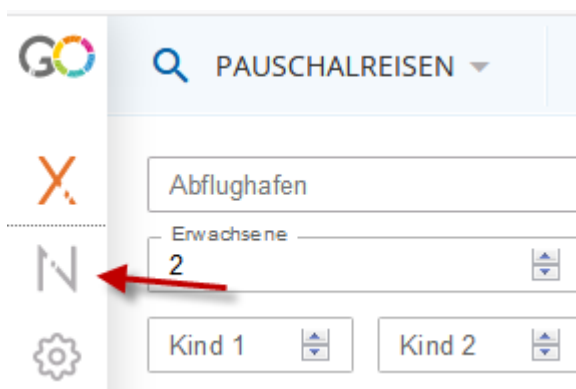 GO
PAUSCHALREISEN
X
Abflughafen
Erwachsene
2
N
Kind 1
Kind 2